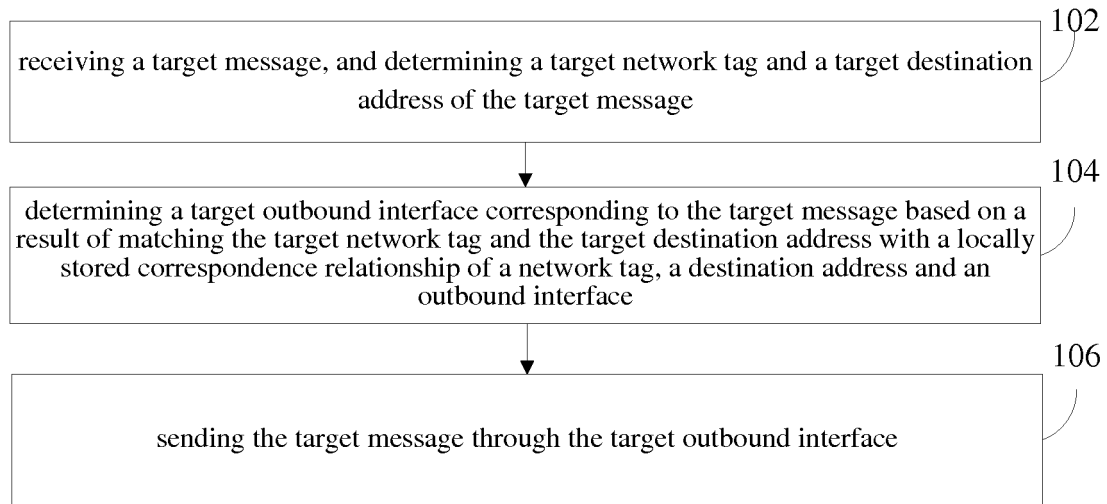 102
receiving a target message, and determining a target network tag and a target destination
address of the target message
104
determining a target outbound interface corresponding to the target message based on a
result of matching the target network tag and the target destination address with a locally
stored correspondence relationship of a network tag, a destination address and an
outbound interface
106
sending the target message through the target outbound interface